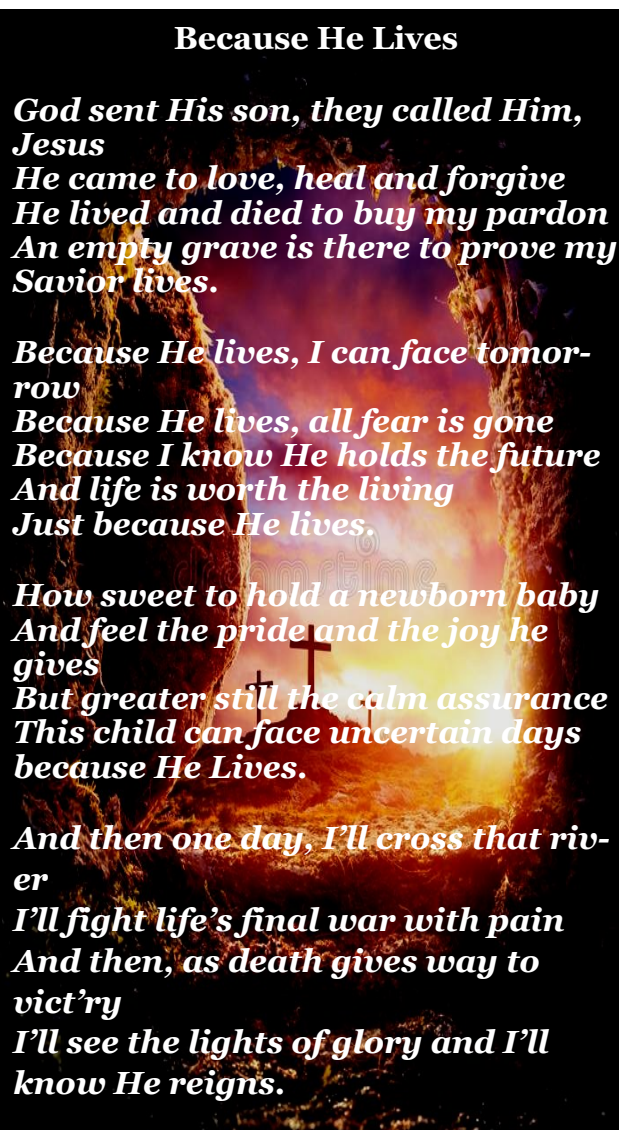 Because He Lives
God sent His son, they called Him,
Jesus
He came to love, heal and forgive
He lived and died to buy my pardon
An empty grave is there to prove my
Savior lives.
Because He lives, I can face tomor-
row
Because He lives, all fear is gone
Because I know He holds the future
And life is worth the living
Just because He lives.
dreamstime
How sweet to hold a newborn baby
And feel the pride and the joy he
gives
But greater still the calm assurance
This child can face uncertain days
because He Lives.
And then one day, I’ll cross that riv-
er
I’ll fight life’s final war with pain
And then, as death gives way to
vict’ry
I’ll see the lights of glory and I’ll
know He reigns.